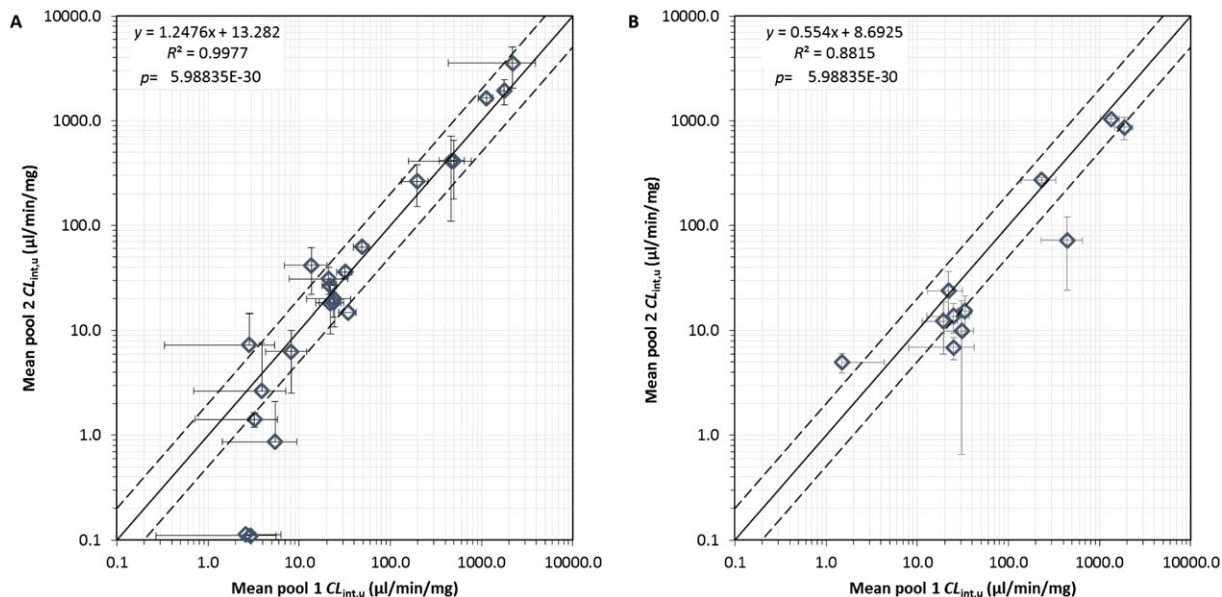 A
y = 1.2476x + 13.282
R² = 0.9977
p= 5.98835E-30
10000.0
1000.0
100.0
10.0
1.0
0.1
Mean pool 2 CLint,u (µl/min/mg)
0.1
1.0
10.0
100.0
1000.0
10000.0
Mean pool 1 CLint,u (µl/min/mg)
B
y = 0.554x + 8.6925
R² = 0.8815
p= 5.98835E-30
10000.0
1000.0
100.0
10.0
1.0
0.1
Mean pool 2 CLint,u (µl/min/mg)
0.1
1.0
10.0
100.0
1000.0
10000.0
Mean pool 1 CLint,u (µl/min/mg)